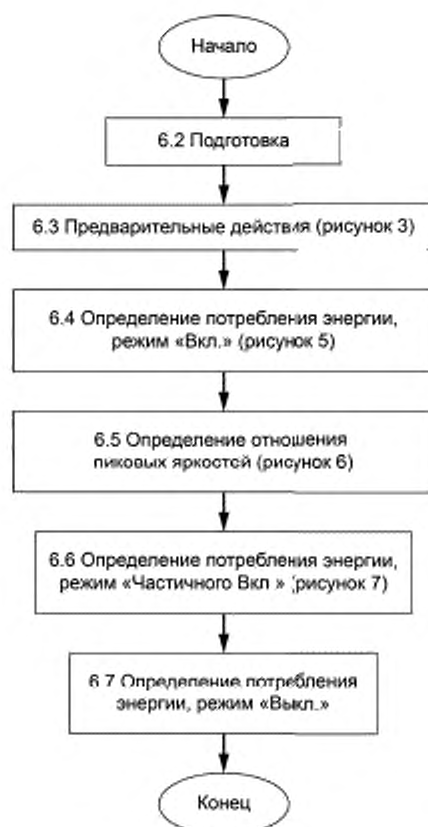 Начало
6.2 Подготовка
6.3 Предварительные действия (рисунок 3)
6.4 Определение потребления энергии,
режим «Вкл.» (рисунок 5)
6.5 Определение отношения
пиковых яркостей (рисунок 6)
6.6 Определение потребления энергии,
режим «Частичного Вкл » (рисунок 7)
6.7 Определение потребления
энергии, режим «Выкл.»
Конец